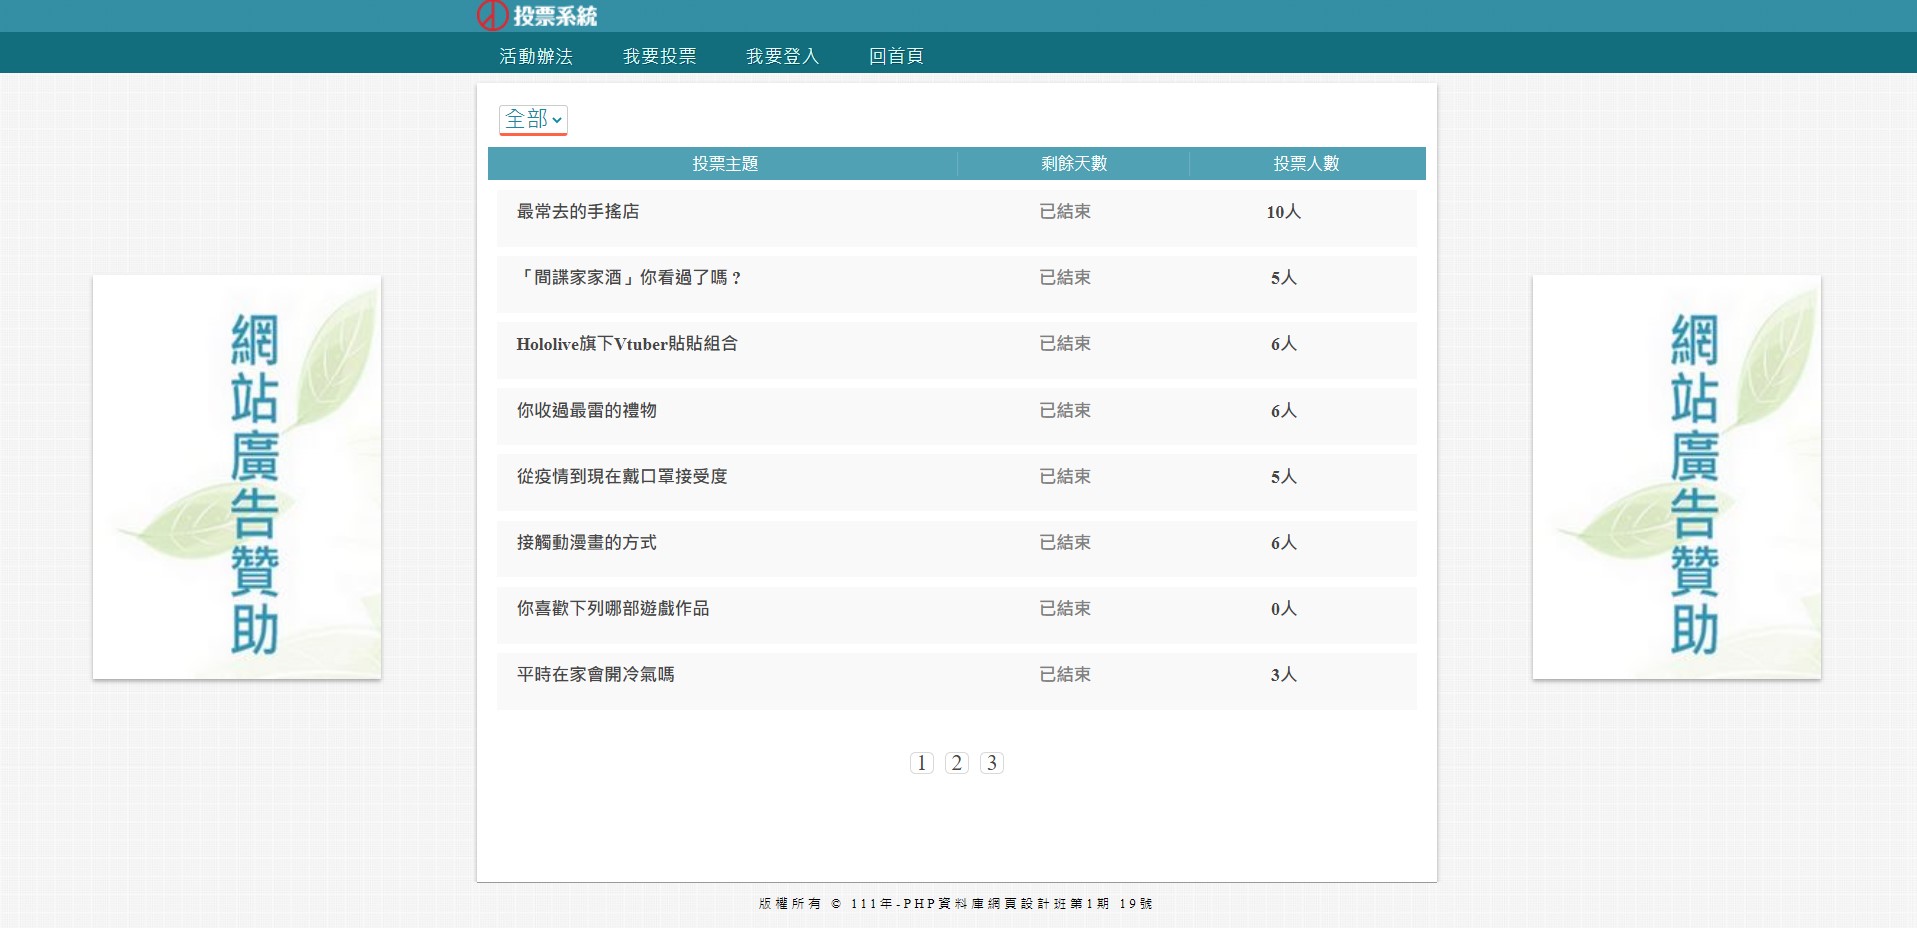 投票系統
活動辦法 我要投票 我要登入 回首頁
全部
投票主題 剩餘天數 投票人數
最常去的手搖店 已結束 10人
「間諜家家酒」你看過了嗎？ 已結束 5人
Hololive旗下Vtuber貼貼組合 已結束 6人
你收過最雷的禮物 已結束 6人
從疫情到現在戴口罩接受度 已結束 5人
接觸動漫畫的方式 已結束 6人
你喜歡下列哪部遊戲作品 已結束 0人
平時在家會開冷氣嗎 已結束 3人
1 2 3
網站廣告贊助
網站廣告贊助
版權所有 © 111年-PHP資料庫網頁設計班第1期 19號